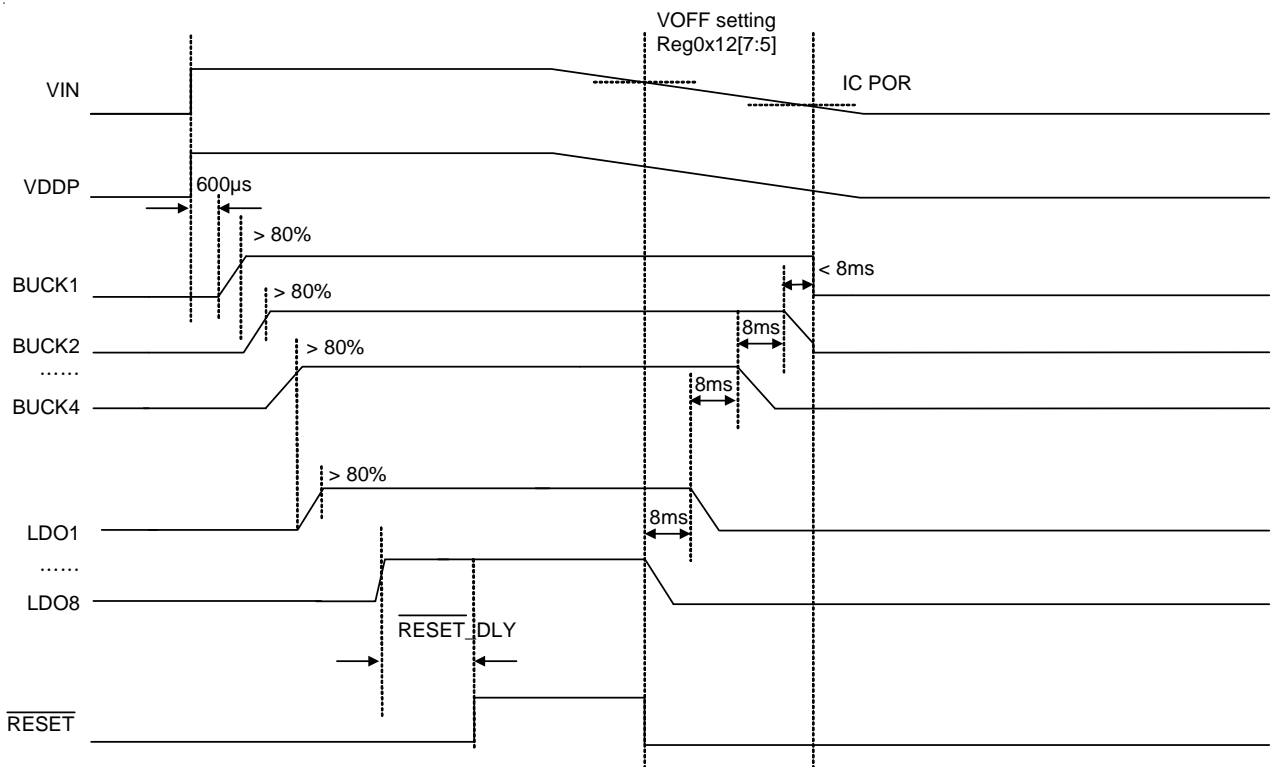 VOFF setting
Reg0x12[7:5]
VIN
IC POR
VDDP
600µs
> 80%
BUCK1
< 8ms
> 80%
BUCK2
8ms
> 80%
……
BUCK4
8ms
> 80%
LDO1
8ms
……
LDO8
RESET_DLY
RESET